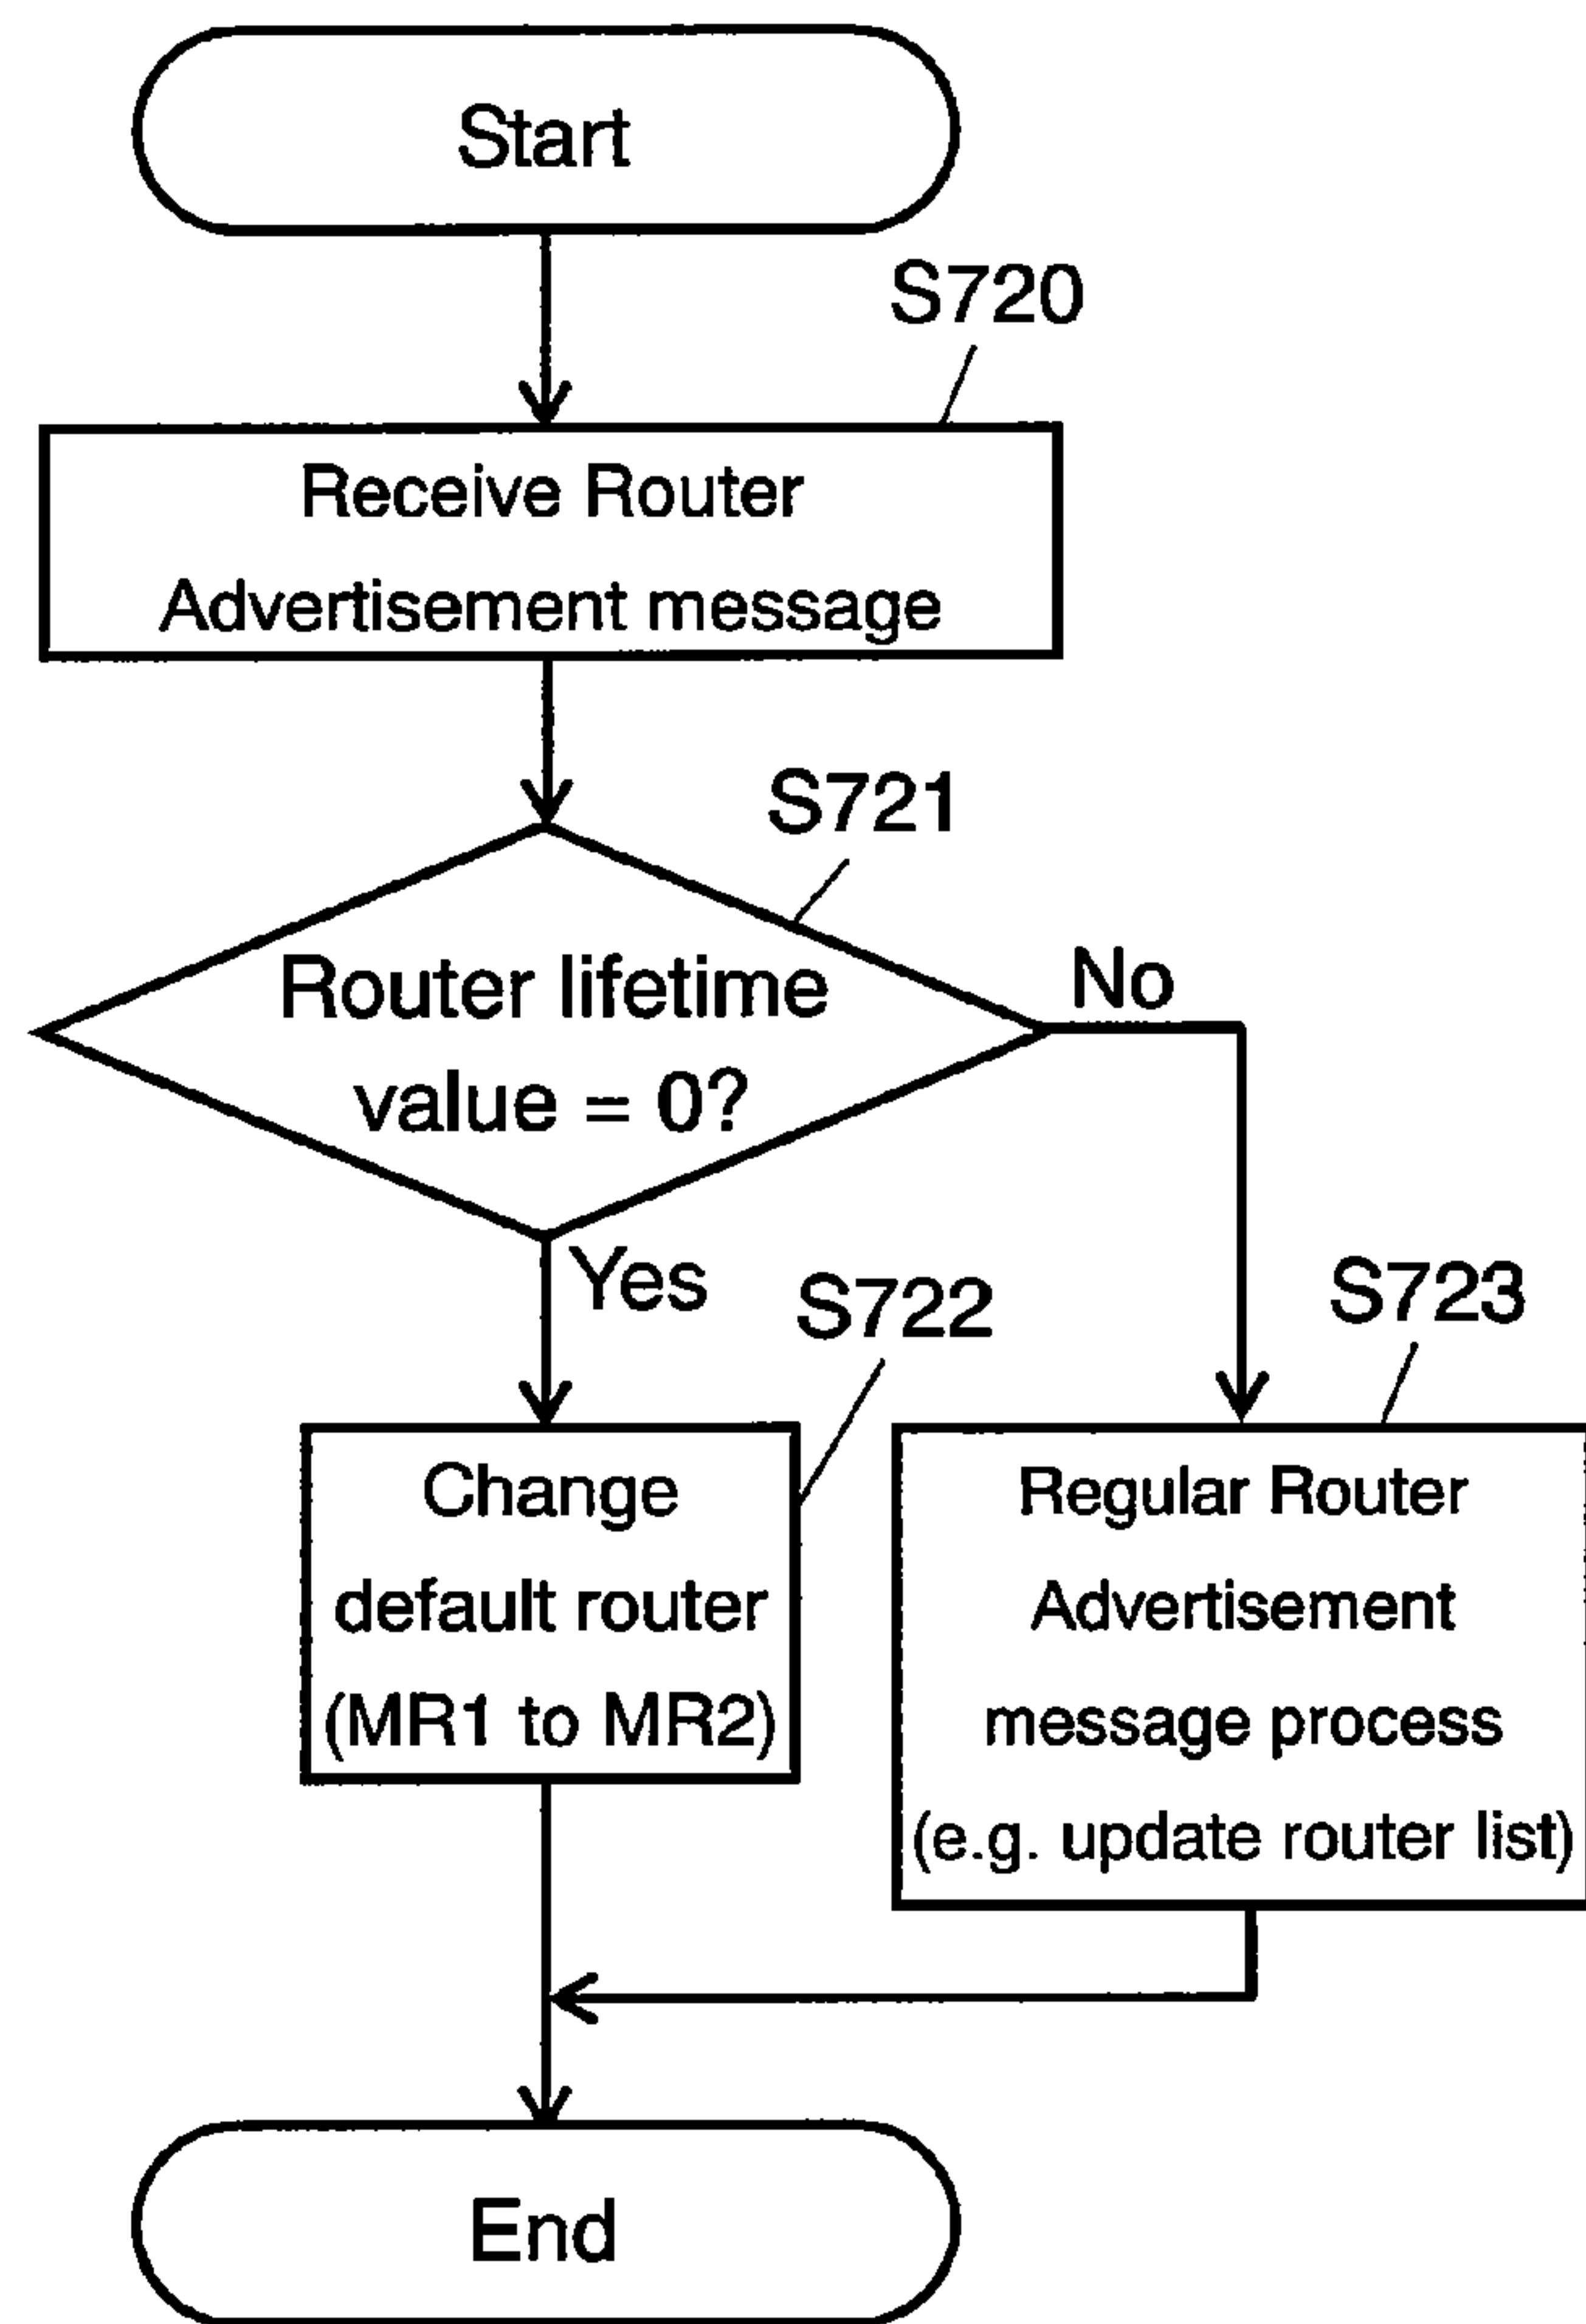 Start
S720
Receive Router
Advertisement message
S721
Router lifetime
value = 0?
No
Yes
S722
S723
Change
default router
(MR1 to MR2)
Regular Router
Advertisement
message process
(e.g. update router list)
End